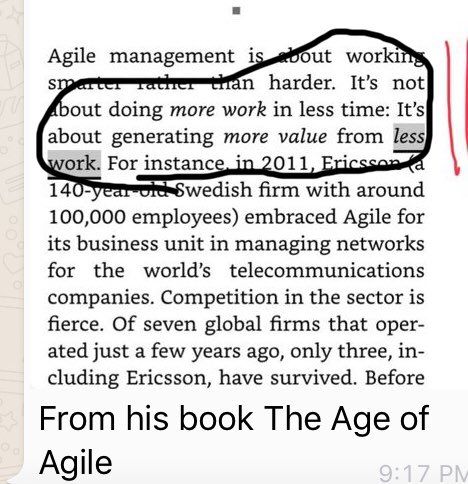 Agile management is about working
smarter rather than harder. It's not
about doing more work in less time: It's
about generating more value from less
work. For instance, in 2011, Ericsson (a
140-year-old Swedish firm with around
100,000 employees) embraced Agile for
its business unit in managing networks
for the world's telecommunications
companies. Competition in the sector is
fierce. Of seven global firms that oper-
ated just a few years ago, only three, in-
cluding Ericsson, have survived. Before
From his book The Age of
Agile
9:17 PM